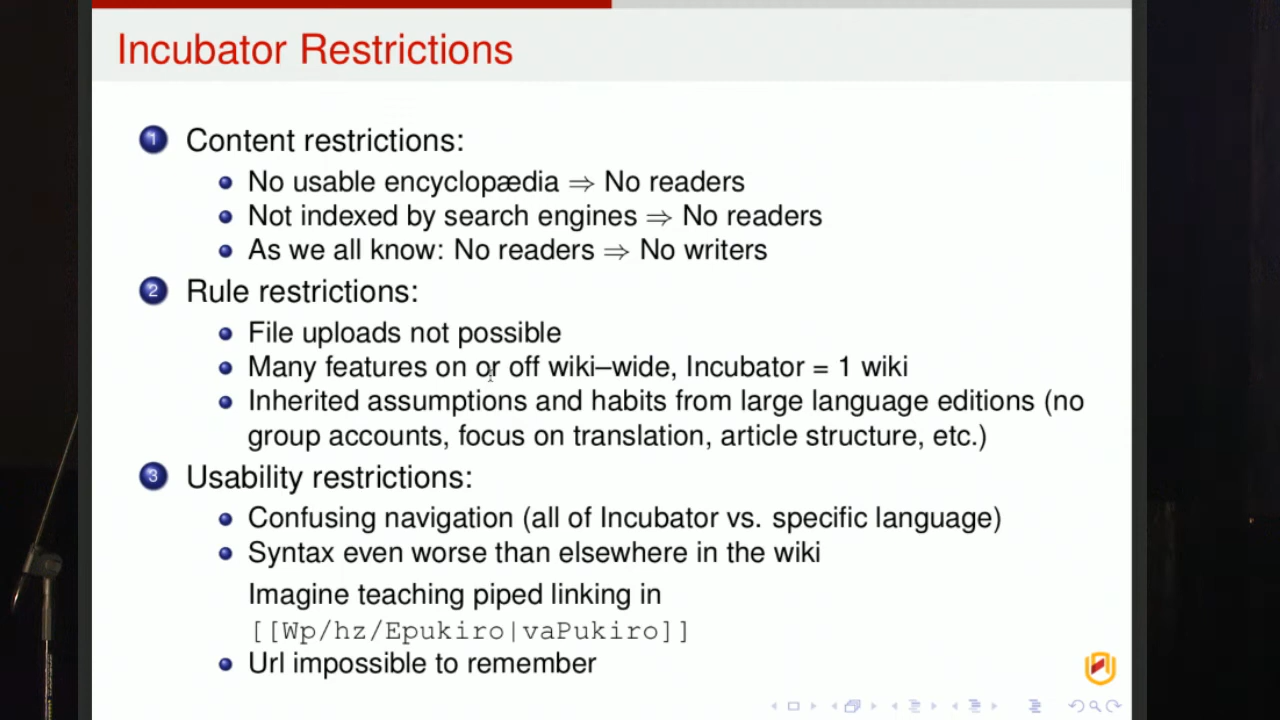 Incubator Restrictions
1 Content restrictions:
No usable encyclopædia ⇒ No readers
Not indexed by search engines ⇒ No readers
As we all know: No readers ⇒ No writers
2 Rule restrictions:
File uploads not possible
Many features on or off wiki–wide, Incubator = 1 wiki
Inherited assumptions and habits from large language editions (no
group accounts, focus on translation, article structure, etc.)
3 Usability restrictions:
Confusing navigation (all of Incubator vs. specific language)
Syntax even worse than elsewhere in the wiki
Imagine teaching piped linking in
[[Wp/hz/Epukiro|vaPukiro]]
Url impossible to remember